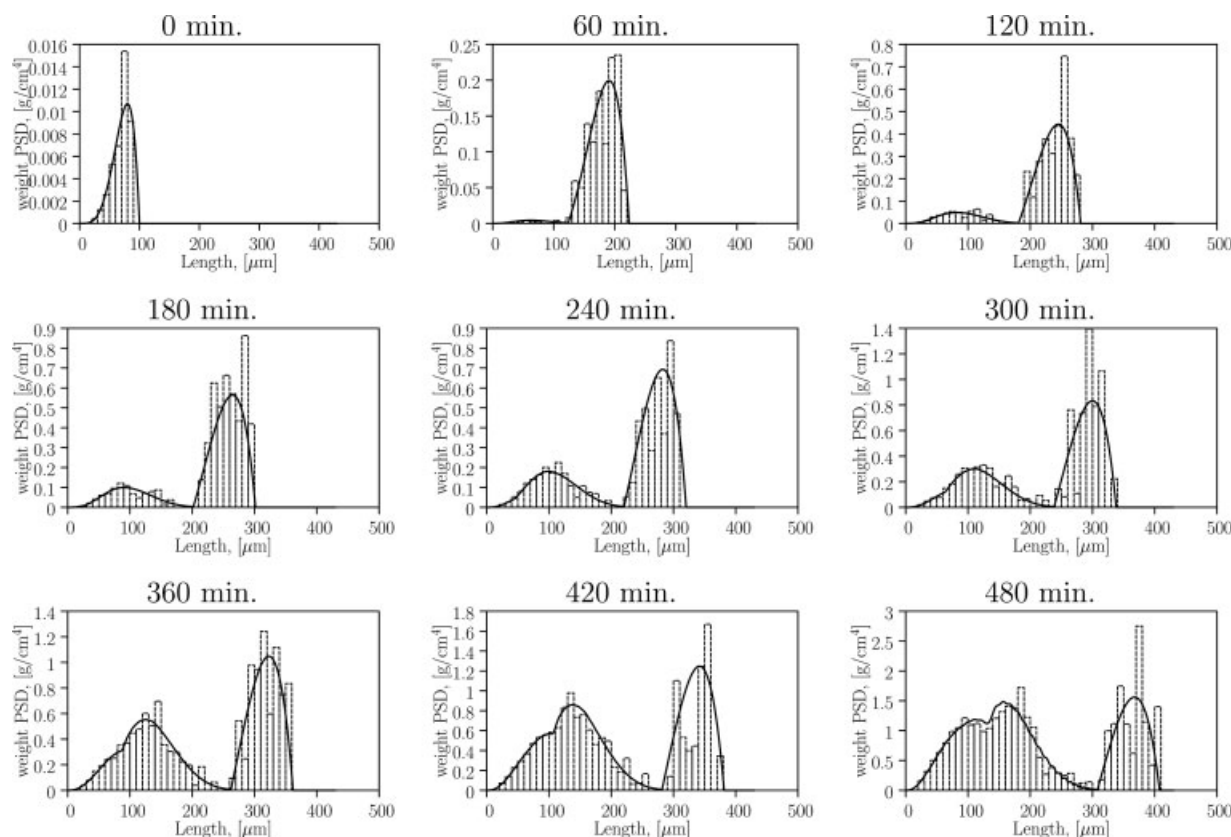 0 min.
60 min.
120 min.
weight PSD, [g/cm⁴]
0.016
0.014
0.012
0.01
0.008
0.006
0.004
0.002
0
0 100 200 300 400 500
Length, [μm]
weight PSD, [g/cm⁴]
0.25
0.2
0.15
0.1
0.05
0
0 100 200 300 400 500
Length, [μm]
weight PSD, [g/cm⁴]
0.8
0.7
0.6
0.5
0.4
0.3
0.2
0.1
0
0 100 200 300 400 500
Length, [μm]
180 min.
240 min.
300 min.
weight PSD, [g/cm⁴]
0.9
0.8
0.7
0.6
0.5
0.4
0.3
0.2
0.1
0
0 100 200 300 400 500
Length, [μm]
weight PSD, [g/cm⁴]
0.9
0.8
0.7
0.6
0.5
0.4
0.3
0.2
0.1
0
0 100 200 300 400 500
Length, [μm]
weight PSD, [g/cm⁴]
1.4
1.2
1
0.8
0.6
0.4
0.2
0
0 100 200 300 400 500
Length, [μm]
360 min.
420 min.
480 min.
weight PSD, [g/cm⁴]
1.4
1.2
1
0.8
0.6
0.4
0.2
0
0 100 200 300 400 500
Length, [μm]
weight PSD, [g/cm⁴]
1.8
1.6
1.4
1.2
1
0.8
0.6
0.4
0.2
0
0 100 200 300 400 500
Length, [μm]
weight PSD, [g/cm⁴]
3
2.5
2
1.5
1
0.5
0
0 100 200 300 400 500
Length, [μm]